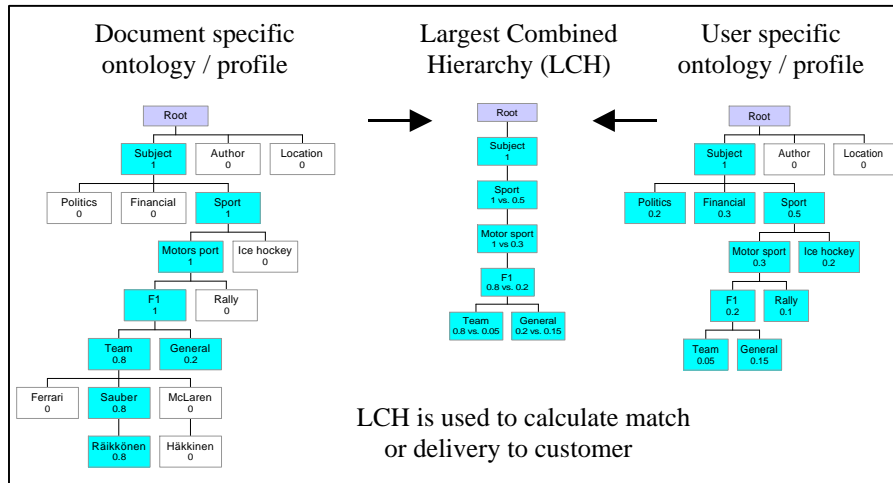 Document specific
ontology / profile
Root
Subject
1
Author
0
Location
0
Politics
0
Financial
0
Sport
1
Motors port
1
Ice hockey
0
F1
1
Rally
0
Team
0.8
General
0.2
Ferrari
0
Sauber
0.8
McLaren
0
Räikkönen
0.8
Häkkinen
0
Largest Combined
Hierarchy (LCH)
Root
Subject
1
Sport
1 vs. 0.5
Motor sport
1 vs 0.3
F1
0.8 vs. 0.2
Team
0.8 vs. 0.05
General
0.2 vs. 0.15
User specific
ontology / profile
Root
Subject
1
Author
0
Location
0
Politics
0.2
Financial
0.3
Sport
0.5
Motor sport
0.3
Ice hockey
0.2
F1
0.2
Rally
0.1
Team
0.05
General
0.15
LCH is used to calculate match
or delivery to customer